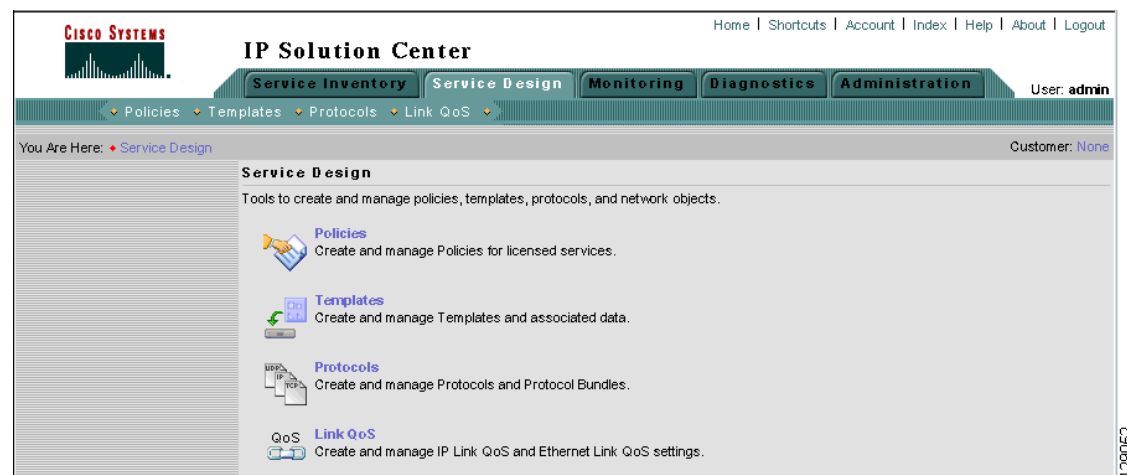 Home | Shortcuts | Account | Index | Help | About | Logout
CISCO SYSTEMS
IP Solution Center
Service Inventory Service Design Monitoring Diagnostics Administration
User: admin
Policies Templates Protocols Link QoS
You Are Here: Service Design
Customer: None
Service Design
Tools to create and manage policies, templates, protocols, and network objects.
Policies
Create and manage Policies for licensed services.
Templates
Create and manage Templates and associated data.
UDP
IP
TCP
Protocols
Create and manage Protocols and Protocol Bundles.
QoS
Link QoS
Create and manage IP Link QoS and Ethernet Link QoS settings.